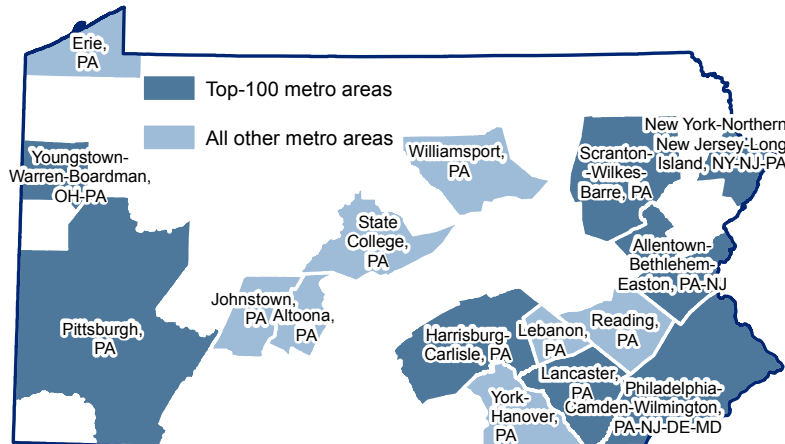 Erie,
PA
Top-100 metro areas
All other metro areas
Youngstown-
Warren-Boardman,
OH-PA
Williamsport,
PA
Scranton-
Wilkes-
Barre, PA
New York-Northern
New Jersey-Long
Island, NY-NJ-PA
State
College,
PA
Allentown-
Bethlehem-
Easton, PA-NJ
Johnstown,
PA
Altoona,
PA
Pittsburgh,
PA
Harrisburg-
Carlisle, PA
Lebanon,
PA
Reading,
PA
Lancaster,
PA
York-
Hanover,
PA
Philadelphia-
Camden-Wilmington,
PA-NJ-DE-MD